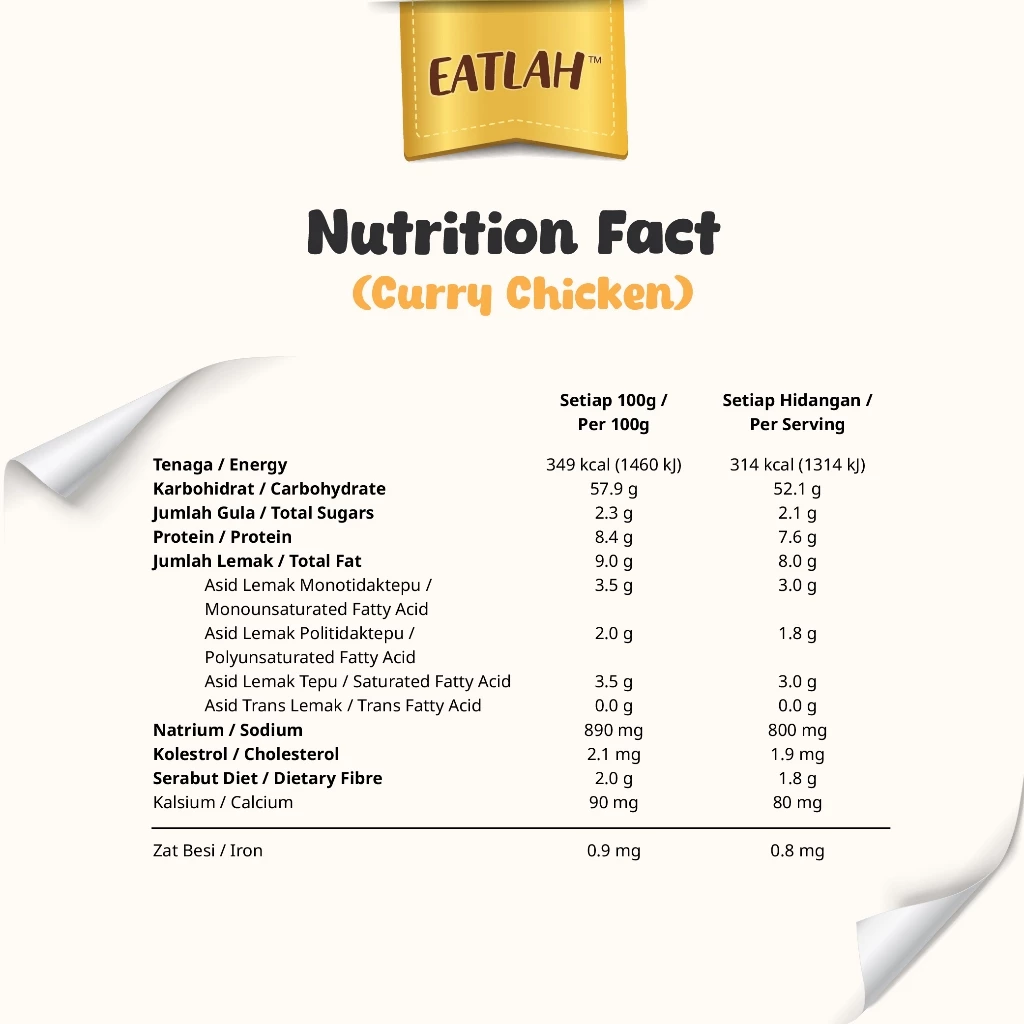 EATLAH™
Nutrition Fact
(Curry Chicken)
Setiap 100g / Setiap Hidangan /
Per 100g Per Serving
Tenaga / Energy 349 kcal (1460 kJ) 314 kcal (1314 kJ)
Karbohidrat / Carbohydrate 57.9 g 52.1 g
Jumlah Gula / Total Sugars 2.3 g 2.1 g
Protein / Protein 8.4 g 7.6 g
Jumlah Lemak / Total Fat 9.0 g 8.0 g
Asid Lemak Monotidaktepu / 3.5 g 3.0 g
Monounsaturated Fatty Acid
Asid Lemak Politidaktepu / 2.0 g 1.8 g
Polyunsaturated Fatty Acid
Asid Lemak Tepu / Saturated Fatty Acid 3.5 g 3.0 g
Asid Trans Lemak / Trans Fatty Acid 0.0 g 0.0 g
Natrium / Sodium 890 mg 800 mg
Kolestrol / Cholesterol 2.1 mg 1.9 mg
Serabut Diet / Dietary Fibre 2.0 g 1.8 g
Kalsium / Calcium 90 mg 80 mg
Zat Besi / Iron 0.9 mg 0.8 mg